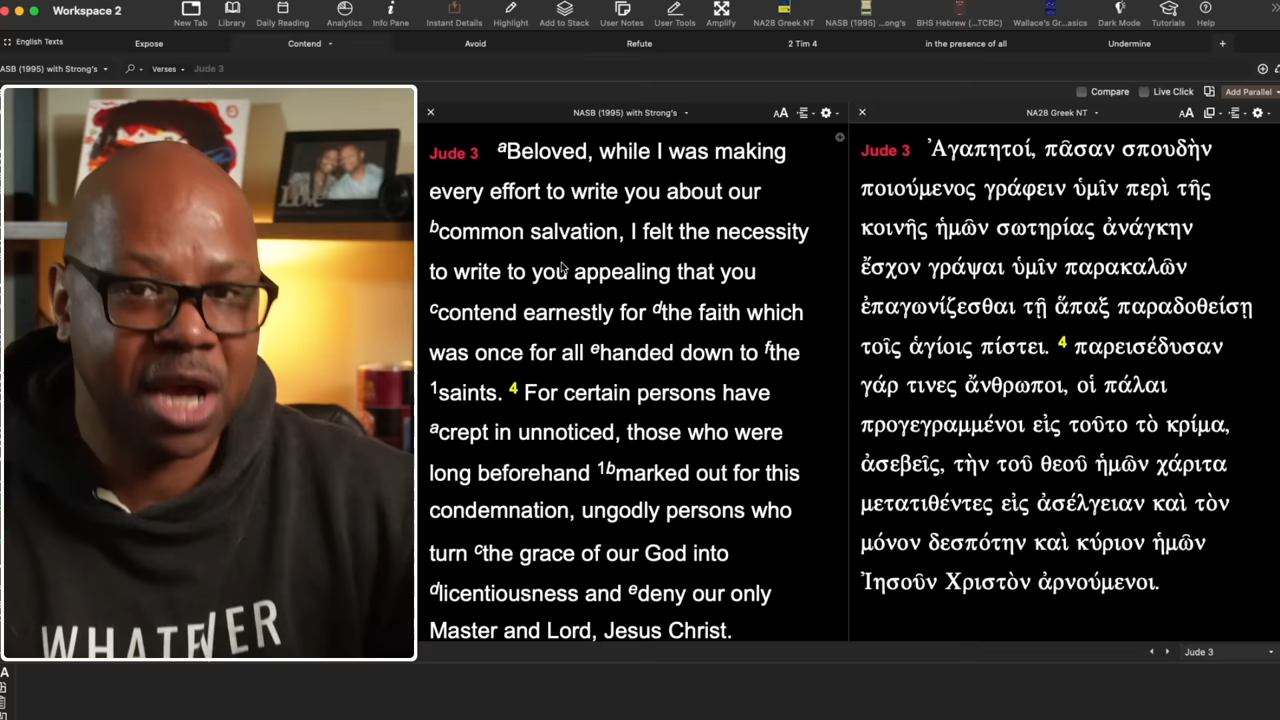 Workspace 2
New Tab
Library
Daily Reading
Analytics
Info Pane
Instant Details
Highlight
Add to Stack
User Notes
User Tools
Amplify
NA28 Greek NT
NASB (1995) ...ong's
BHS Hebrew (...TCBC)
Wallace's Gr...asics
Dark Mode
Tutorials
Help
English Texts
Expose
Contend
Avoid
Refute
2 Tim 4
in the presence of all
Undermine
ASB (1995) with Strong's
Verses
Jude 3
Compare
Live Click
Add Parallel
NASB (1995) with Strong's
Jude 3 aBeloved, while I was making
every effort to write you about our
bcommon salvation, I felt the necessity
to write to you appealing that you
ccontend earnestly for dthe faith which
was once for all ehanded down to fthe
1saints. 4 For certain persons have
acrept in unnoticed, those who were
long beforehand 1bmarked out for this
condemnation, ungodly persons who
turn cthe grace of our God into
dlicentiousness and edeny our only
Master and Lord, Jesus Christ.
NA28 Greek NT
Jude 3 Ἀγαπητοί, πᾶσαν σπουδὴν
ποιούμενος γράφειν ὑμῖν περὶ τῆς
κοινῆς ἡμῶν σωτηρίας ἀνάγκην
ἔσχον γράψαι ὑμῖν παρακαλῶν
ἐπαγωνίζεσθαι τῇ ἅπαξ παραδοθείσῃ
τοῖς ἁγίοις πίστει. 4 παρεισέδυσαν
γάρ τινες ἄνθρωποι, οἱ πάλαι
προγεγραμμένοι εἰς τοῦτο τὸ κρίμα,
ἀσεβεῖς, τὴν τοῦ θεοῦ ἡμῶν χάριτα
μετατιθέντες εἰς ἀσέλγειαν καὶ τὸν
μόνον δεσπότην καὶ κύριον ἡμῶν
Ἰησοῦν Χριστὸν ἀρνούμενοι.
Jude 3
LOVE
WHATEVER